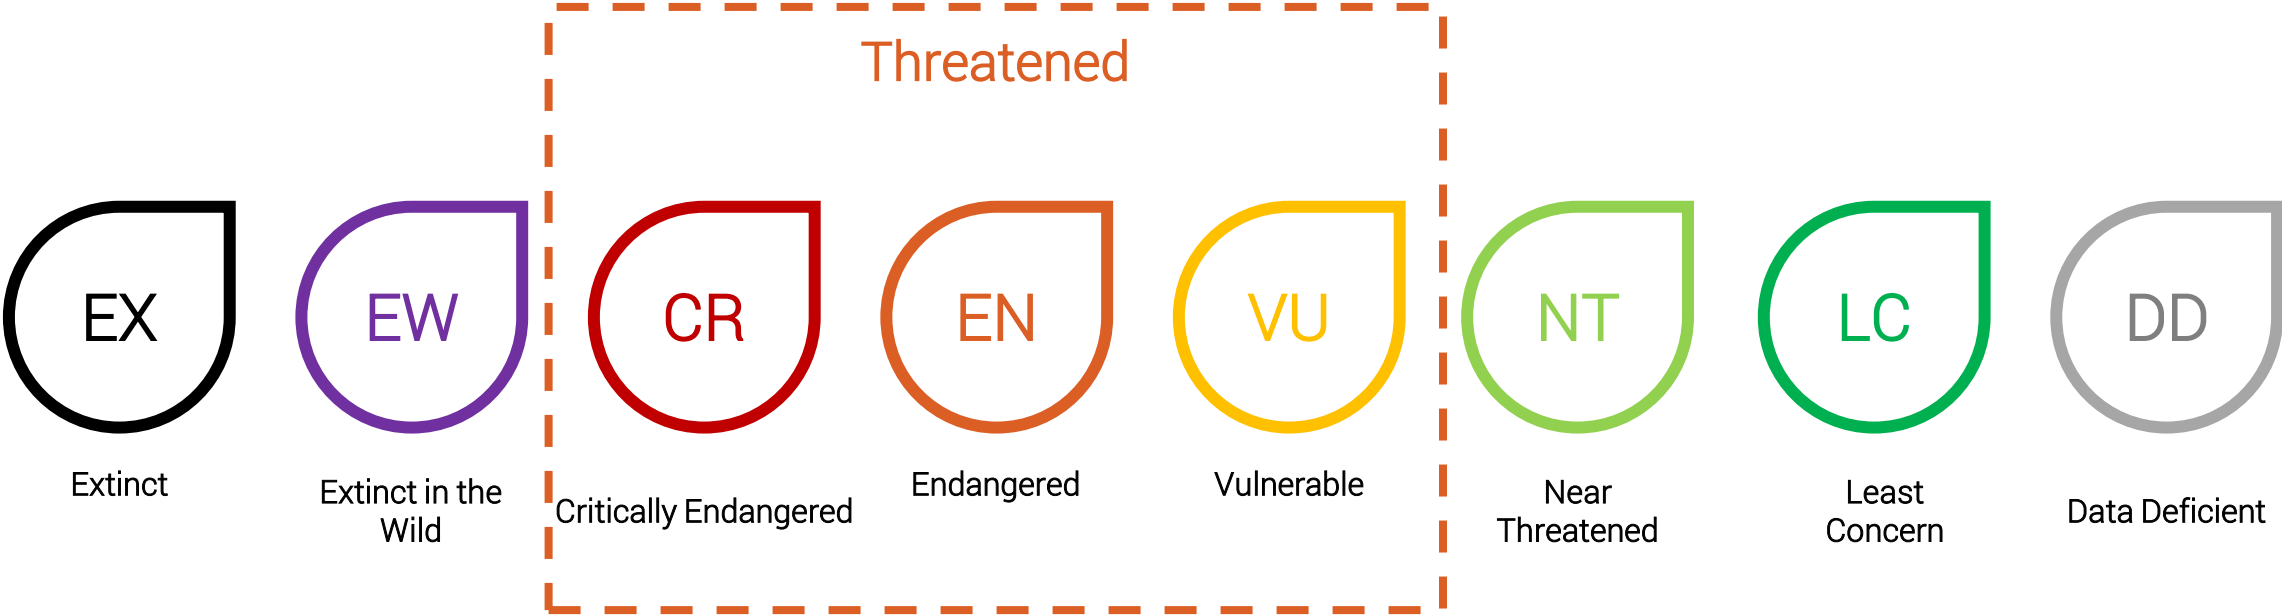 Threatened
EX
EW
CR
EN
VU
NT
LC
DD
Extinct
Extinct in the
Wild
Critically Endangered
Endangered
Vulnerable
Near
Threatened
Least
Concern
Data Deficient